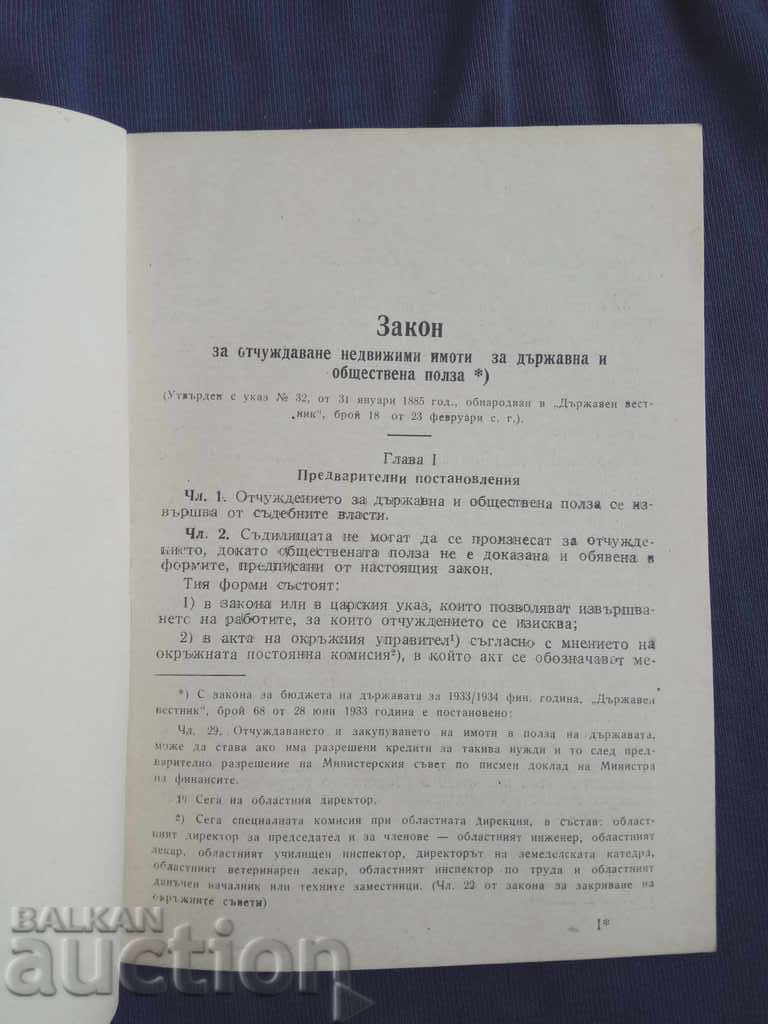 Закон
за отчуждаване недвижими имоти за държавна и
обществена полза *)
(Утвърден с указ № 32, от 31 януари 1885 год., обнародван в „Държавен вест-
ник", брой 18 от 23 февруари с. г.).
Глава I
Предварителни постановления
Чл. 1. Отчуждението за държавна и обществена полза се из-
вършва от съдебните власти.
Чл. 2. Съдилищата не могат да се произнесат за отчужде-
нието, докато обществената полза не е доказана и обявена в
формите, предписани от настоящия закон.
Тия форми състоят:
1) в закона или в царския указ, които позволяват извършва-
нето на работите, за които отчуждението се изисква;
2) в акта на окръжния управител¹) съгласно с мнението на
окръжната постоянна комисия²), в който акт се обозначават ме-
*) С закона за бюджета на държавата за 1933/1934 фин. година, „Държавен
вестник", брой 68 от 28 юни 1933 година е постановено:
Чл. 29. Отчуждаването и закупуването на имоти в полза на държавата,
може да става ако има разрешени кредити за такива нужди и то след пред-
варително разрешение на Министерския съвет по писмен доклад на Министра
на финансите.
1) Сега на областния директор.
²) Сега специалната комисия при областната Дирекция, в състав: област-
ният директор за председател и за членове — областният инженер, областният
лекар, областният училищен инспектор, директорът на земеделската катедра,
областният ветеринарен лекар, областният инспектор по труда и областният
данъчен началник или техните заместници. (Чл. 22 от закона за закриване на
окръжните съвети)
1*
BALKAN
auction